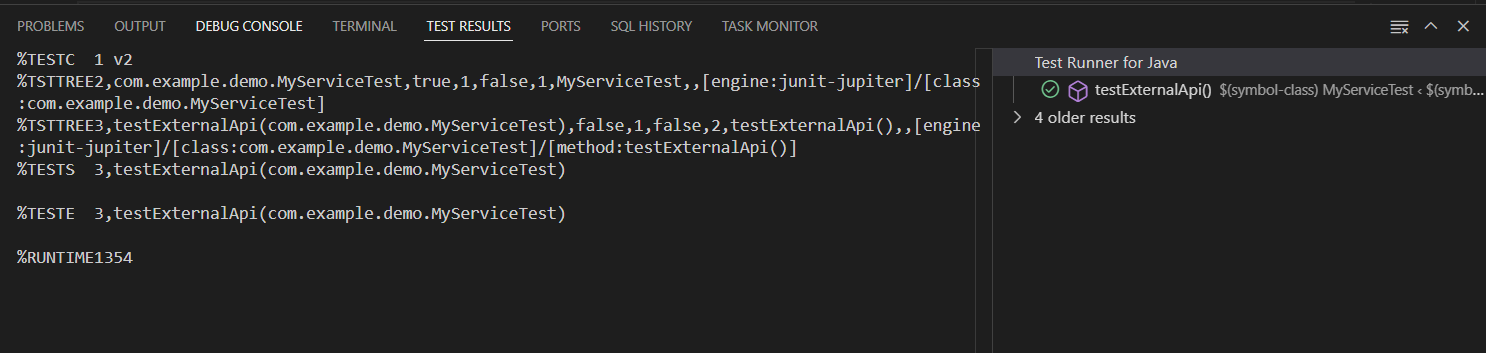 PROBLEMS OUTPUT DEBUG CONSOLE TERMINAL TEST RESULTS PORTS SQL HISTORY TASK MONITOR
%TESTC  1 v2
%TSTTREE2,com.example.demo.MyServiceTest,true,1,false,1,MyServiceTest,,[engine:junit-jupiter]/[class
:com.example.demo.MyServiceTest]
%TSTTREE3,testExternalApi(com.example.demo.MyServiceTest),false,1,false,2,testExternalApi(),,[engine
:junit-jupiter]/[class:com.example.demo.MyServiceTest]/[method:testExternalApi()]
%TESTS  3,testExternalApi(com.example.demo.MyServiceTest)
%TESTE  3,testExternalApi(com.example.demo.MyServiceTest)
%RUNTIME1354
Test Runner for Java
testExternalApi() $(symbol-class) MyServiceTest < $(symb...
4 older results